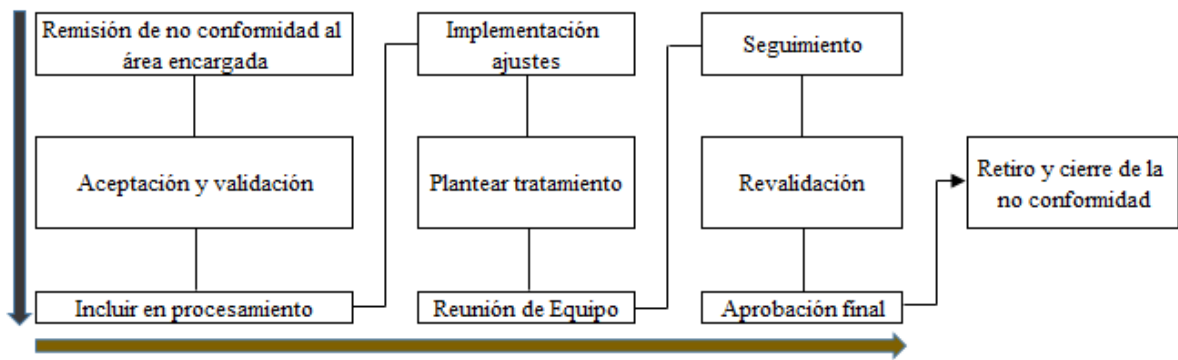 Remisión de no conformidad al
área encargada
Aceptación y validación
Incluir en procesamiento
Implementación
ajustes
Plantear tratamiento
Reunión de Equipo
Seguimiento
Revalidación
Aprobación final
Retiro y cierre de la
no conformidad